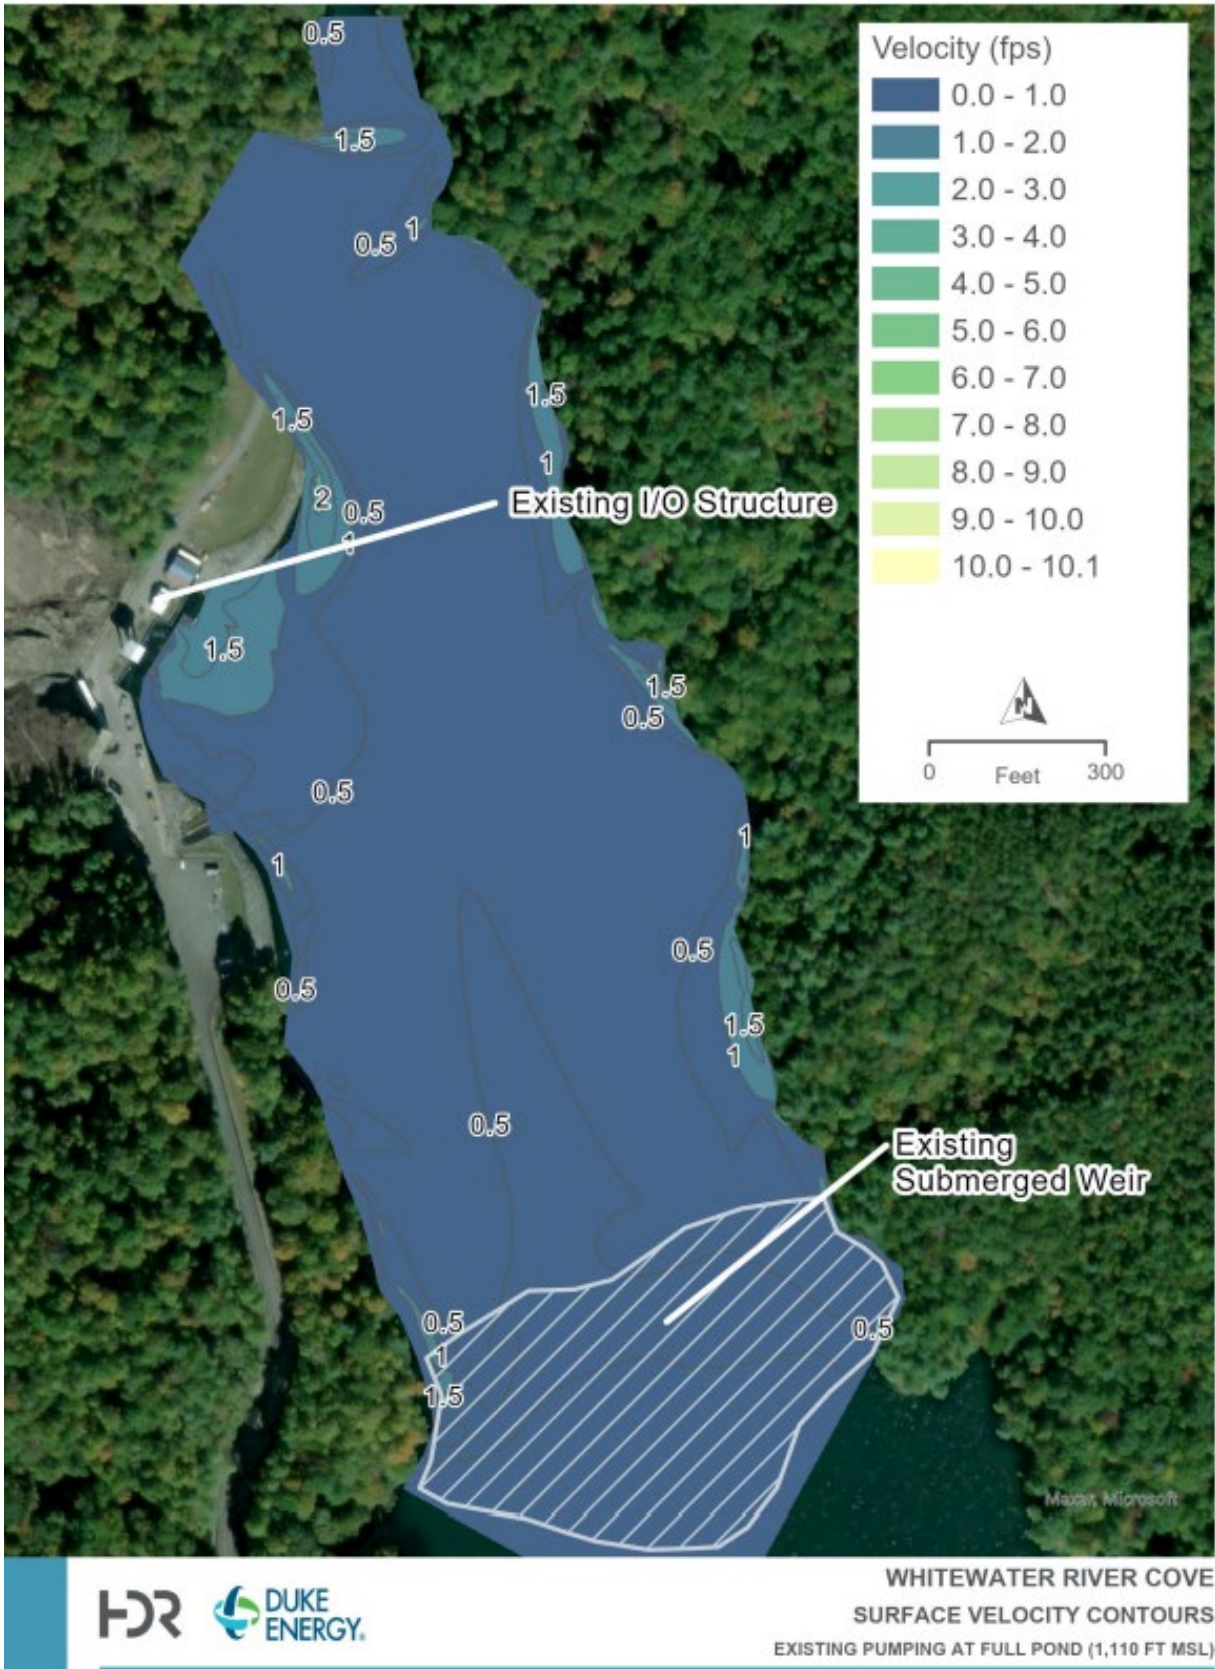 0.5
Velocity (fps)
0.0 - 1.0
1.0 - 2.0
2.0 - 3.0
3.0 - 4.0
4.0 - 5.0
5.0 - 6.0
6.0 - 7.0
7.0 - 8.0
8.0 - 9.0
9.0 - 10.0
10.0 - 10.1
N
0 300
Feet
1.5
1
0.5
1.5
1.5
1
2
0.5
1
Existing I/O Structure
1.5
1.5
0.5
0.5
1
1
0.5
0.5
1.5
1
0.5
Existing
Submerged Weir
0.5
1
1.5
0.5
Maxar, Microsoft
HDR
DUKE
ENERGY®
WHITEWATER RIVER COVE
SURFACE VELOCITY CONTOURS
EXISTING PUMPING AT FULL POND (1,110 FT MSL)